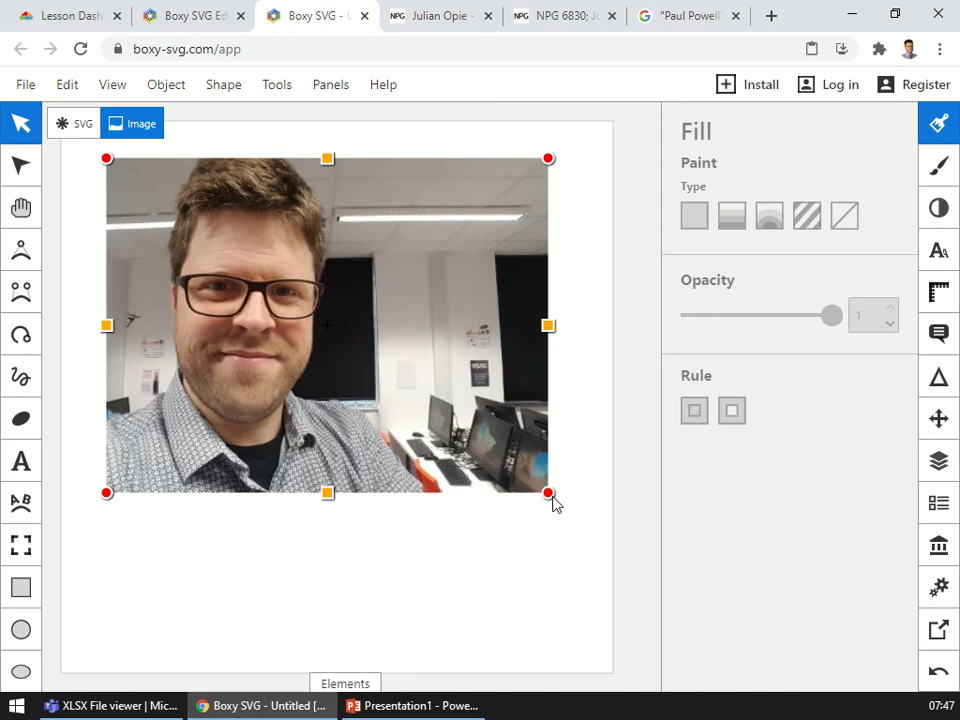 Lesson Dash
Boxy SVG Ed
Boxy SVG - U
Julian Opie -
NPG 6830; Ju
"Paul Powell"
boxy-svg.com/app
File Edit View Object Shape Tools Panels Help Install Log in Register
SVG Image
Fill
Paint
Type
Opacity
1
Rule
A
A
AB
Elements
XLSX File viewer | Mic...
Boxy SVG - Untitled [...
Presentation1 - Powe...
07:47